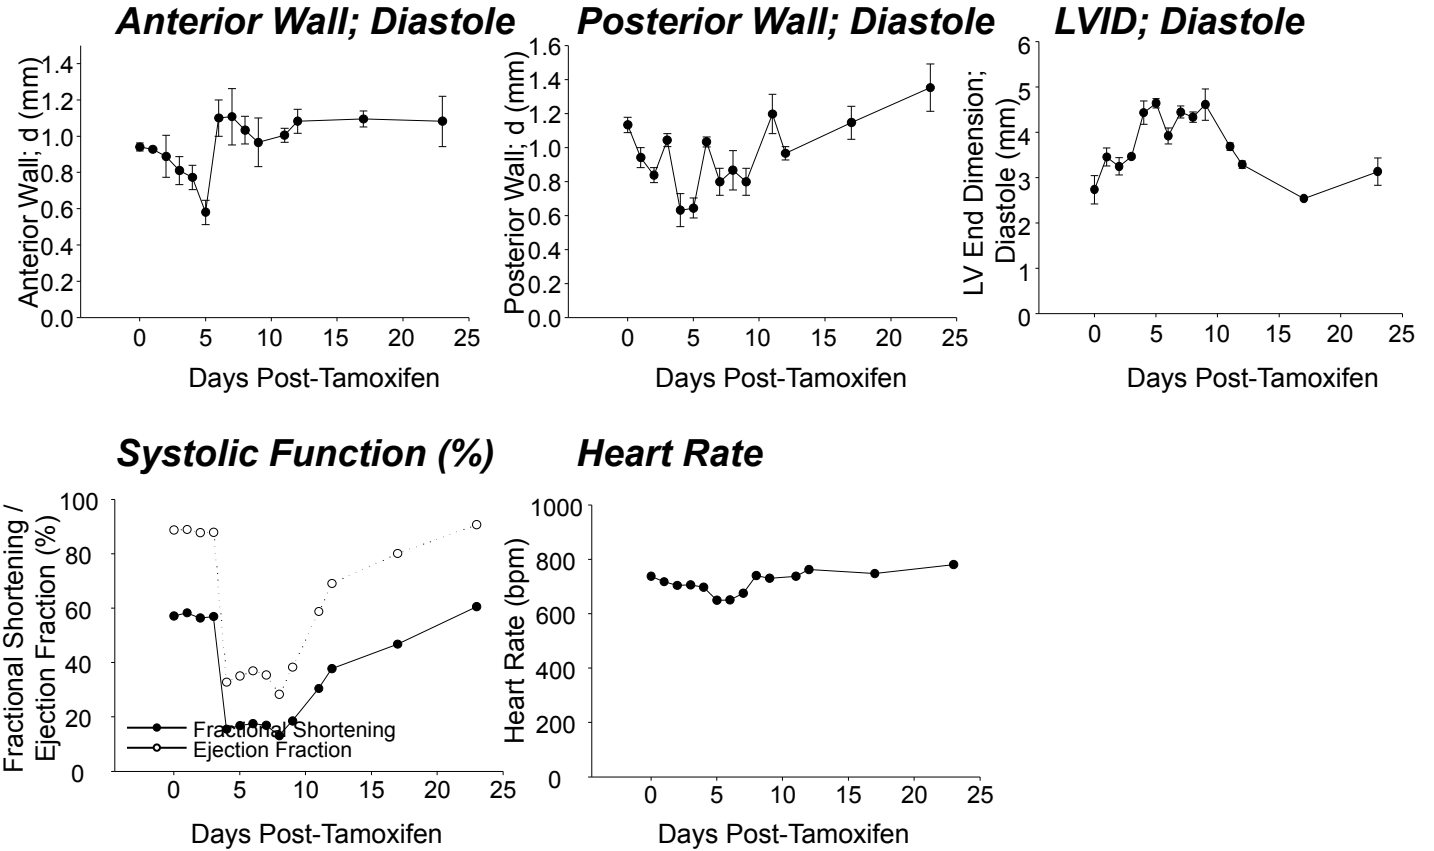 Anterior Wall; Diastole
Anterior Wall; d (mm)
1.4
1.2
1.0
0.8
0.6
0.4
0.2
0.0
0 5 10 15 20 25
Days Post-Tamoxifen
Posterior Wall; Diastole
Posterior Wall; d (mm)
1.6
1.4
1.2
1.0
0.8
0.6
0.4
0.2
0.0
0 5 10 15 20 25
Days Post-Tamoxifen
LVID; Diastole
LV End Dimension;
Diastole (mm)
6
5
4
3
2
1
0
0 5 10 15 20 25
Days Post-Tamoxifen
Systolic Function (%)
Fractional Shortening /
Ejection Fraction (%)
100
80
60
40
20
0
Fractional Shortening
Ejection Fraction
0 5 10 15 20 25
Days Post-Tamoxifen
Heart Rate
Heart Rate (bpm)
1000
800
600
400
200
0
0 5 10 15 20 25
Days Post-Tamoxifen